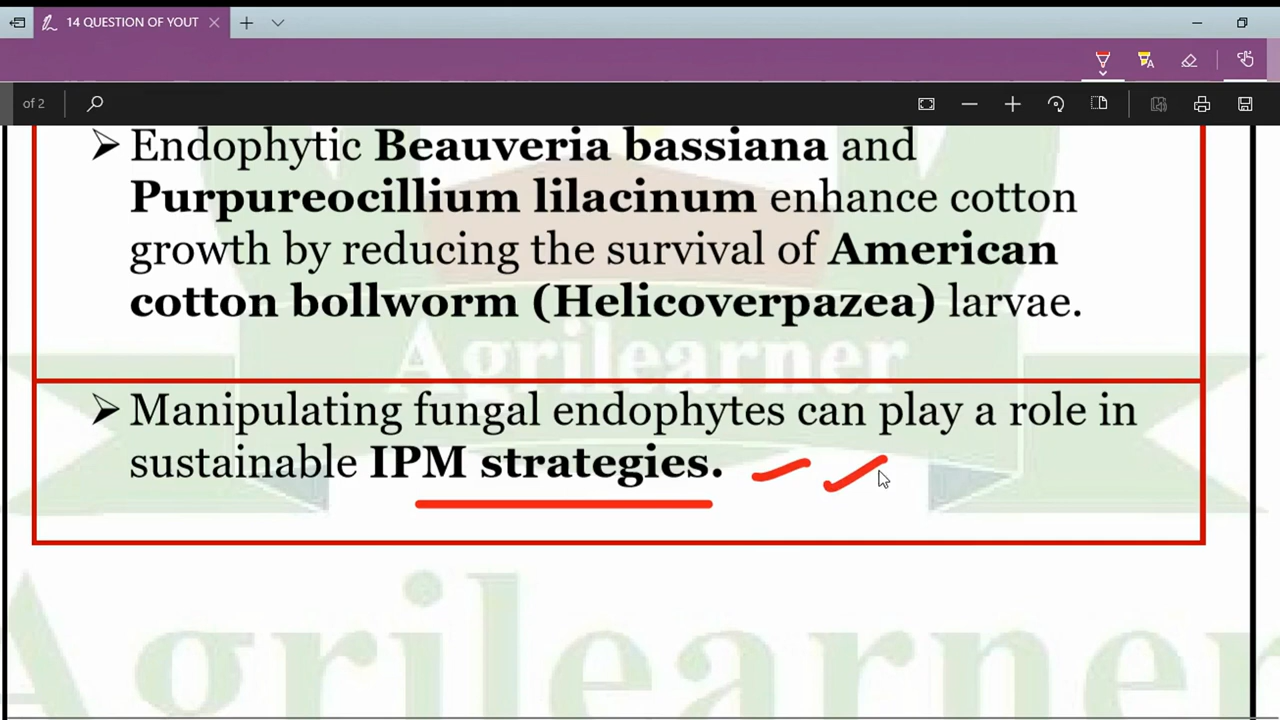 14 QUESTION OF YOUT
of 2
➤ Endophytic Beauveria bassiana and
Purpureocillium lilacinum enhance cotton
growth by reducing the survival of American
cotton bollworm (Helicoverpazea) larvae.
Agrilearner
➤ Manipulating fungal endophytes can play a role in
sustainable IPM strategies.
Agrilearner